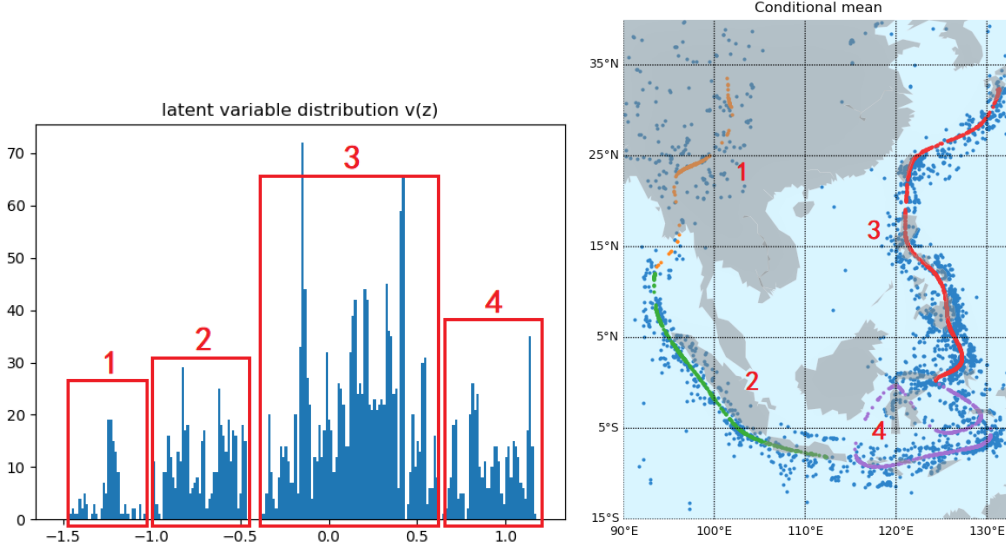 latent variable distribution v(z)
70
60
50
40
30
20
10
0
−1.5
−1.0
−0.5
0.0
0.5
1.0
1
2
3
4
Conditional mean
35°N
25°N
15°N
5°N
5°S
15°S
90°E
100°E
110°E
120°E
130°E
1
3
2
4